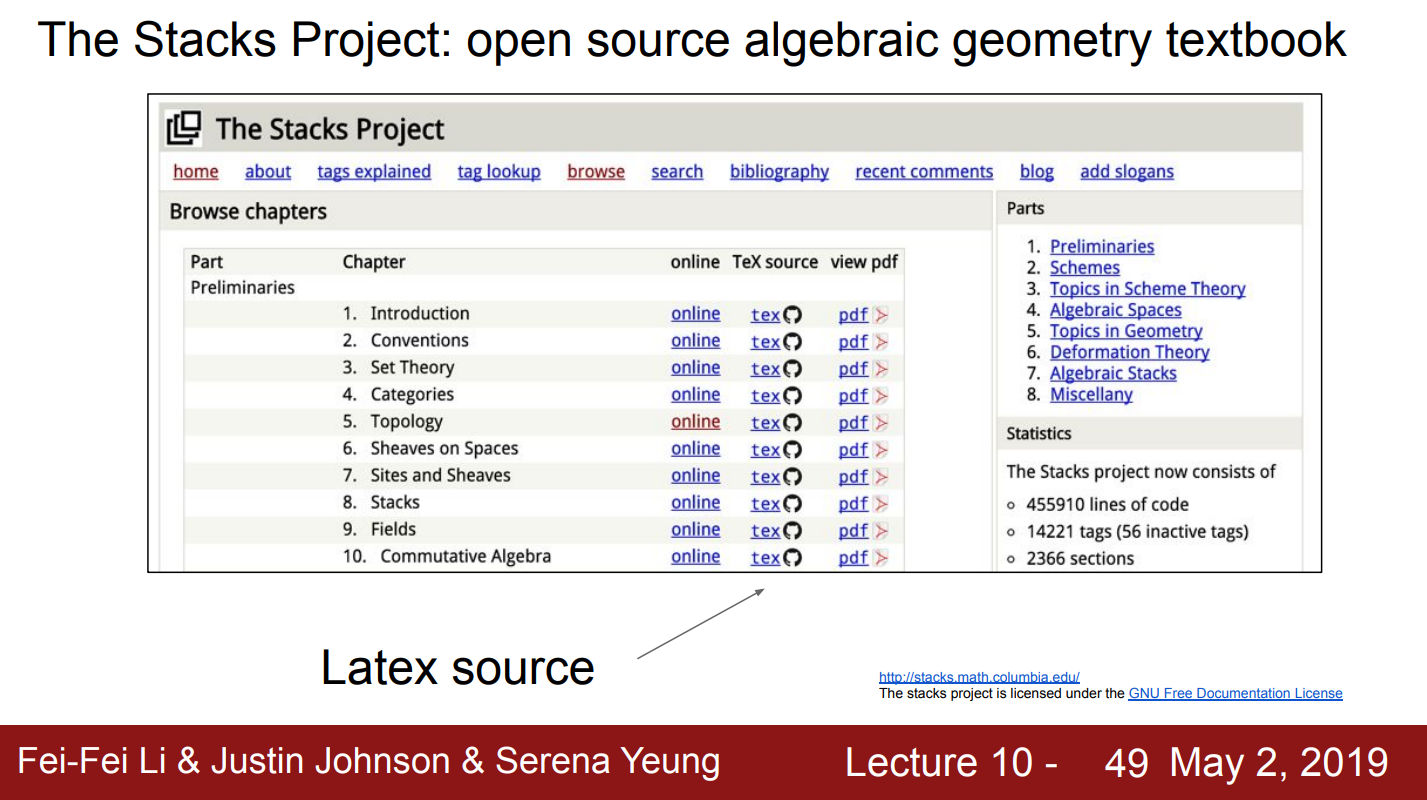 The Stacks Project: open source algebraic geometry textbook
The Stacks Project
home about tags explained tag lookup browse search bibliography recent comments blog add slogans
Browse chapters
Part Chapter online TeX source view pdf
Preliminaries
1. Introduction online tex pdf
2. Conventions online tex pdf
3. Set Theory online tex pdf
4. Categories online tex pdf
5. Topology online tex pdf
6. Sheaves on Spaces online tex pdf
7. Sites and Sheaves online tex pdf
8. Stacks online tex pdf
9. Fields online tex pdf
10. Commutative Algebra online tex pdf
Parts
1. Preliminaries
2. Schemes
3. Topics in Scheme Theory
4. Algebraic Spaces
5. Topics in Geometry
6. Deformation Theory
7. Algebraic Stacks
8. Miscellany
Statistics
The Stacks project now consists of
455910 lines of code
14221 tags (56 inactive tags)
2366 sections
Latex source
http://stacks.math.columbia.edu/
The stacks project is licensed under the GNU Free Documentation License
Fei-Fei Li & Justin Johnson & Serena Yeung Lecture 10 - 49 May 2, 2019